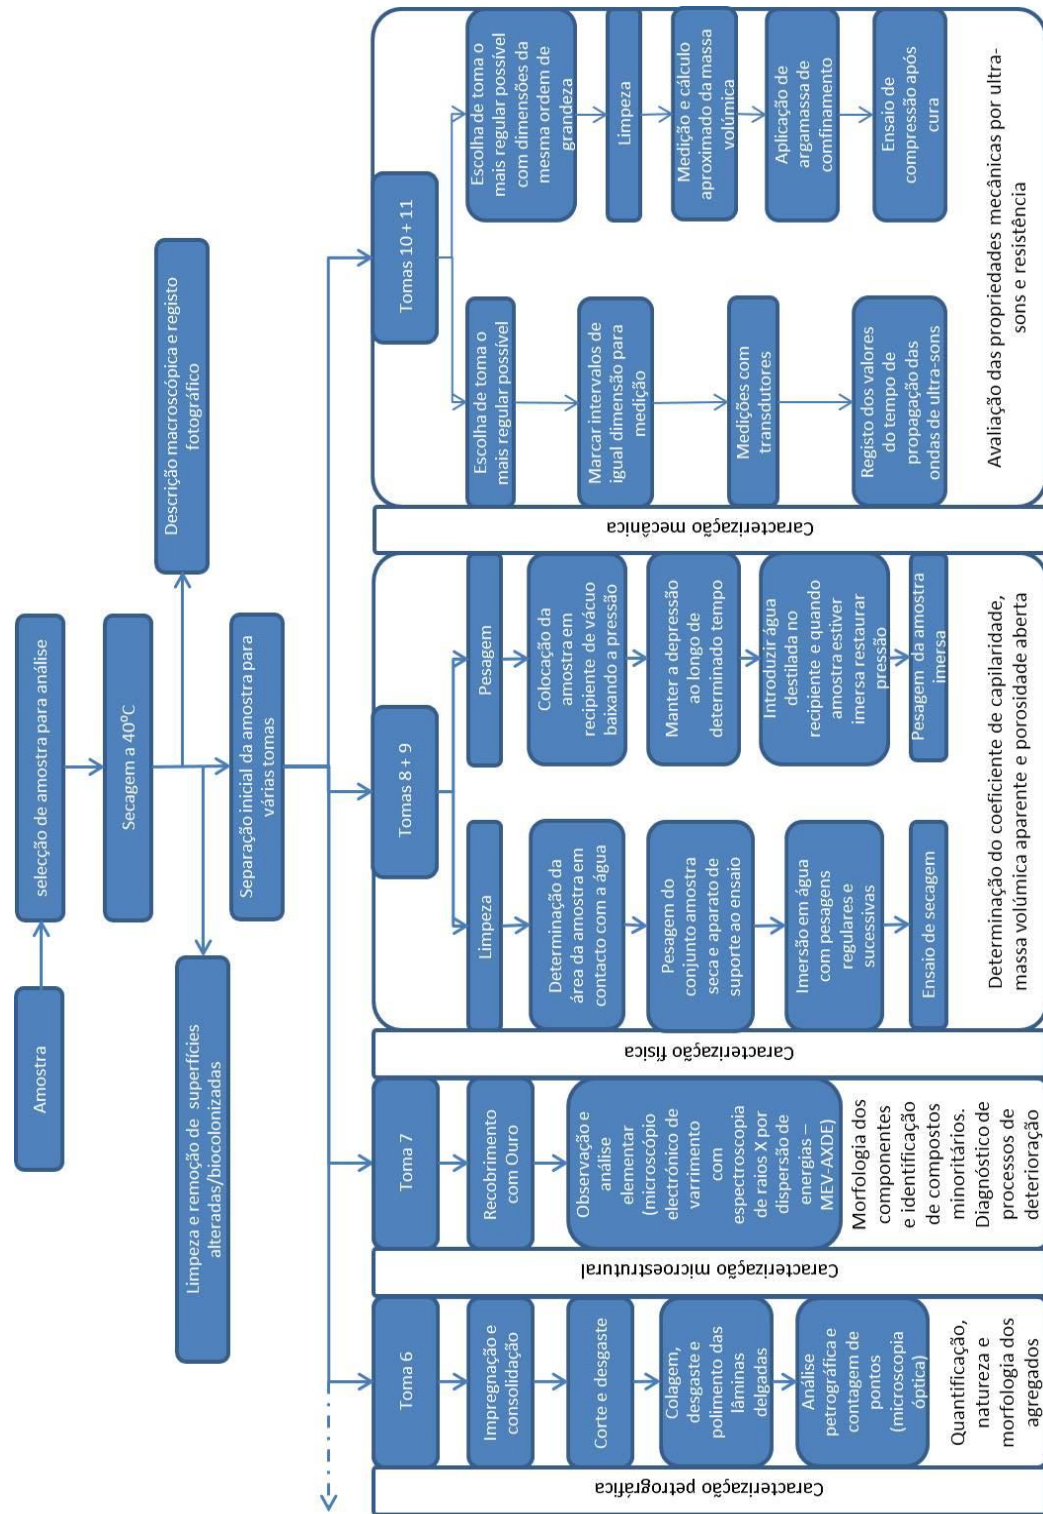 Amostra
selecção de amostra para análise
Secagem a 40ºC
Descrição macroscópica e registo
fotográfico
Limpeza e remoção de superfícies
alteradas/biocolonizadas
Separação inicial da amostra para
várias tomas
Caracterização petrográfica
Toma 6
Impregnação e
consolidação
Corte e desgaste
Colagem,
desgaste e
polimento das
lâminas
delgadas
Análise
petrográfica e
contagem de
pontos
(microscopia
óptica)
Quantificação,
natureza e
morfologia dos
agregados
Caracterização microestrutural
Toma 7
Recobrimento
com Ouro
Observação e
análise
elementar
(microscópio
electrónico de
varrimento
com
espectroscopia
de raios X por
dispersão de
energias –
MEV-AXDE)
Morfologia dos
componentes
e identificação
de compostos
minoritários.
Diagnóstico de
processos de
deterioração
Caracterização física
Tomas 8 + 9
Limpeza
Determinação da
área da amostra em
contacto com a água
Pesagem do
conjunto amostra
seca e aparato de
suporte ao ensaio
Imersão em água
com pesagens
regulares e
sucessivas
Ensaio de secagem
Pesagem
Colocação da
amostra em
recipiente de vácuo
baixando a pressão
Manter a depressão
ao longo de
determinado tempo
Introduzir água
destilada no
recipiente e quando
amostra estiver
imersa restaurar
pressão
Pesagem da amostra
imersa
Determinação do coeficiente de capilaridade,
massa volúmica aparente e porosidade aberta
Caracterização mecânica
Tomas 10 + 11
Escolha de toma o
mais regular possível
Marcar intervalos de
igual dimensão para
medição
Medições com
transdutores
Registo dos valores
do tempo de
propagação das
ondas de ultra-sons
Escolha de toma o
mais regular possível
com dimensões da
mesma ordem de
grandeza
Limpeza
Medição e cálculo
aproximado da massa
volúmica
Aplicação de
argamassa de
comfinamento
Ensaio de
compressão após
cura
Avaliação das propriedades mecânicas por ultra-
sons e resistência